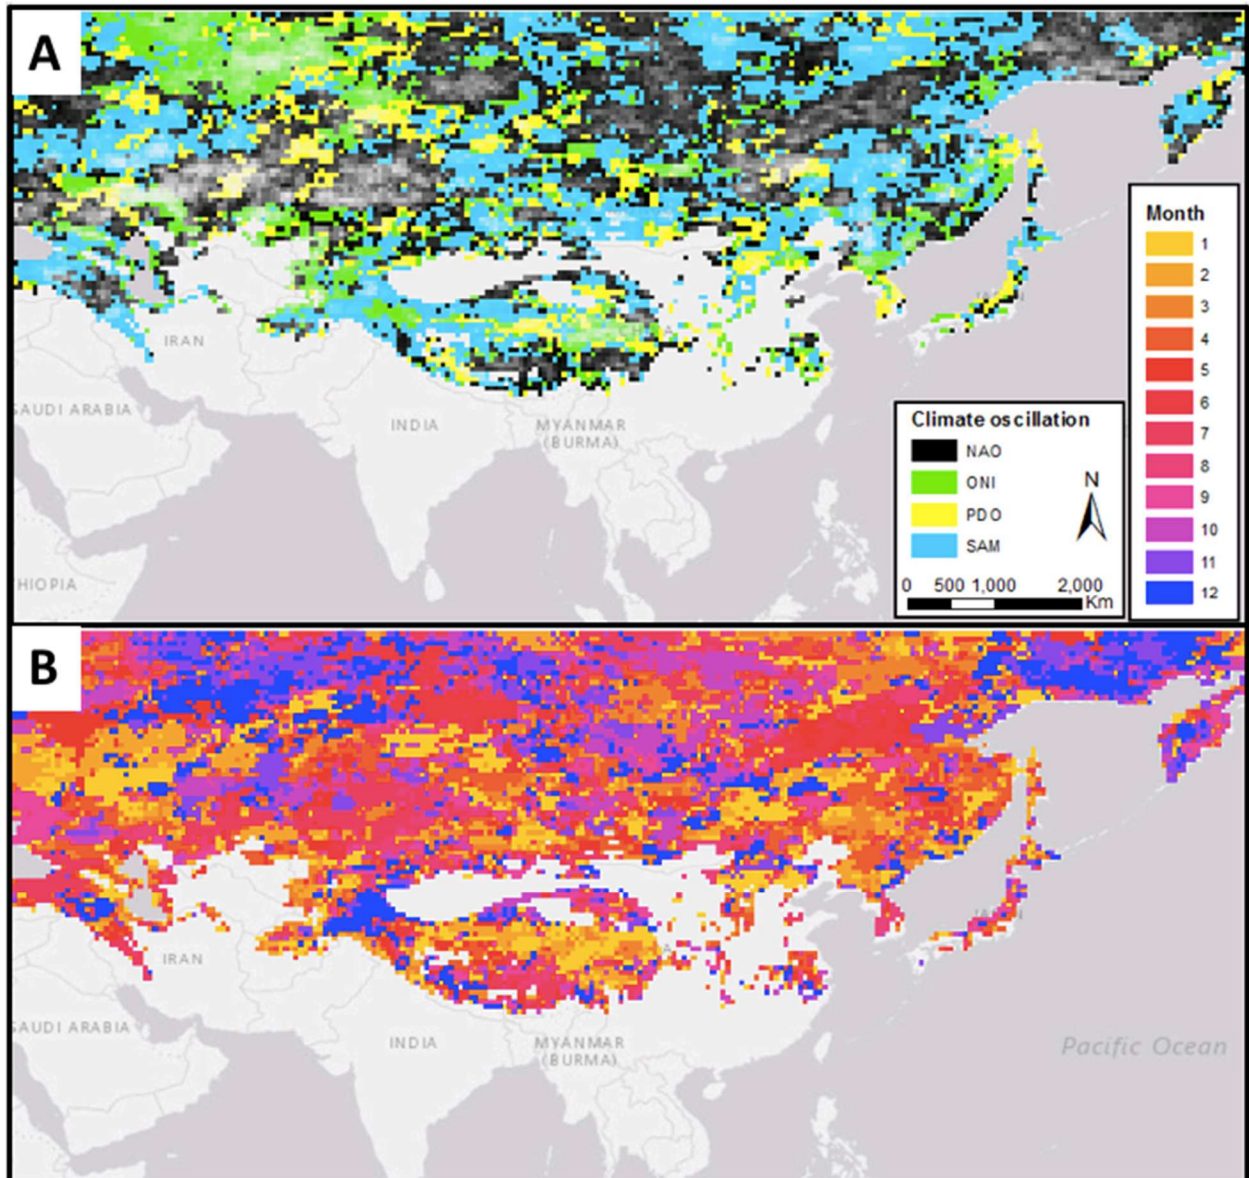 A
IRAN
CHINA
SAUDI ARABIA
INDIA
MYANMAR
(BURMA)
HIOPIA
Climate oscillation
NAO
ONI
PDO
SAM
N
0 500 1,000 2,000
Km
Month
1
2
3
4
5
6
7
8
9
10
11
12
B
IRAN
A
SAUDI ARABIA
INDIA
MYANMAR
(BURMA)
Pacific Ocean